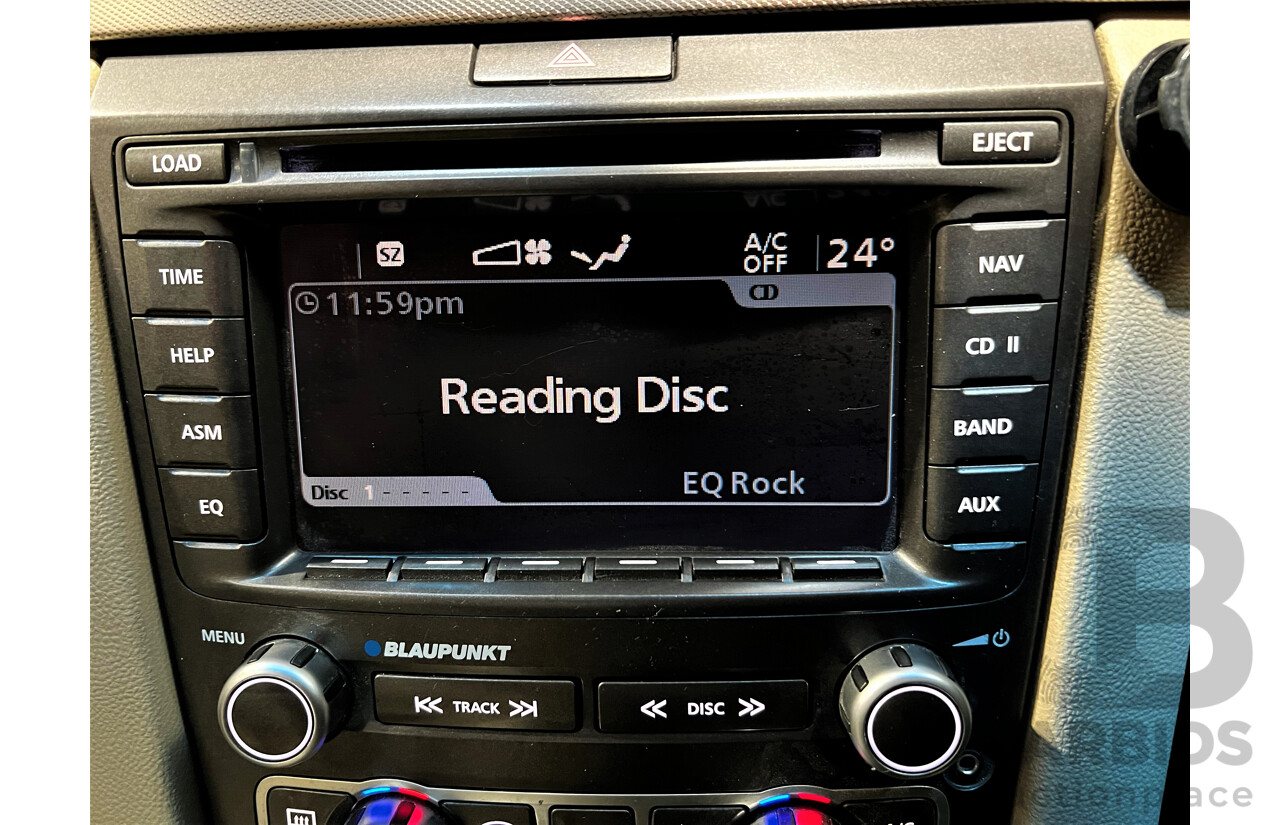 LOAD
EJECT
SZ
A/C
OFF
24°
TIME
NAV
CD
11:59pm
HELP
CD II
Reading Disc
ASM
BAND
EQ Rock
Disc 1 - - - - -
EQ
AUX
MENU
BLAUPUNKT
TRACK
DISC